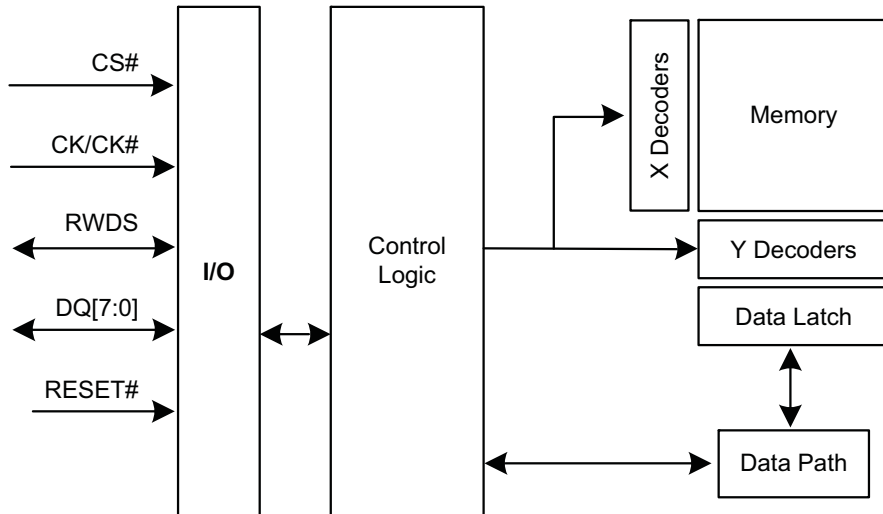 CS#
CK/CK#
RWDS
DQ[7:0]
RESET#
I/O
Control
Logic
X Decoders
Memory
Y Decoders
Data Latch
Data Path